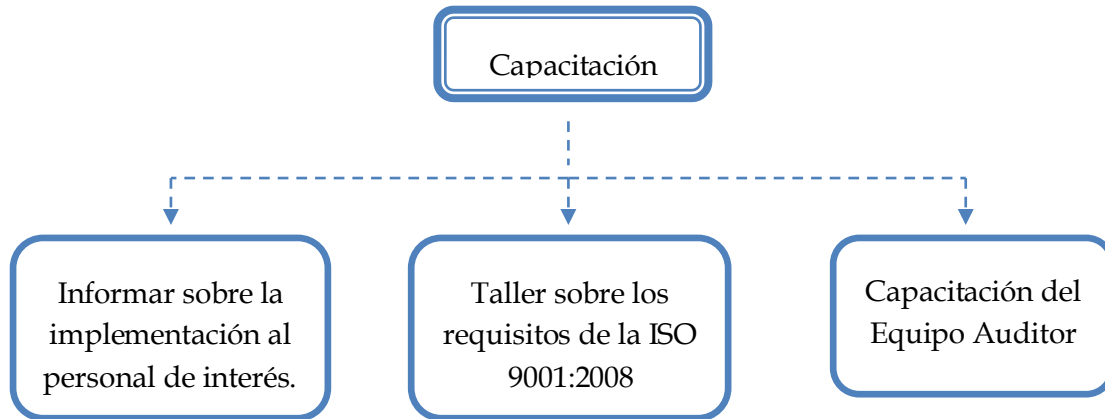 Capacitación
Informar sobre la
implementación al
personal de interés.
Taller sobre los
requisitos de la ISO
9001:2008
Capacitación del
Equipo Auditor